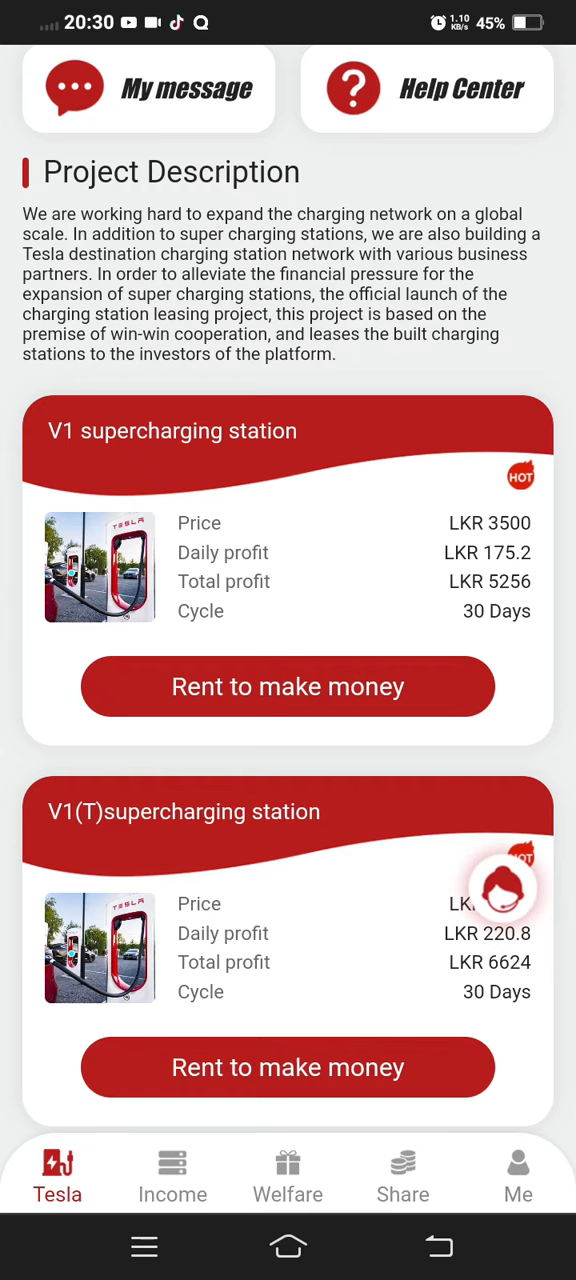 20:30
1.10
KB/s
45%
My message
Help Center
Project Description
We are working hard to expand the charging network on a global
scale. In addition to super charging stations, we are also building a
Tesla destination charging station network with various business
partners. In order to alleviate the financial pressure for the
expansion of super charging stations, the official launch of the
charging station leasing project, this project is based on the
premise of win-win cooperation, and leases the built charging
stations to the investors of the platform.
V1 supercharging station
HOT
TESLA
Price LKR 3500
Daily profit LKR 175.2
Total profit LKR 5256
Cycle 30 Days
Rent to make money
V1(T)supercharging station
TESLA
Price
Daily profit LKR 220.8
Total profit LKR 6624
Cycle 30 Days
Rent to make money
Tesla Income Welfare Share Me